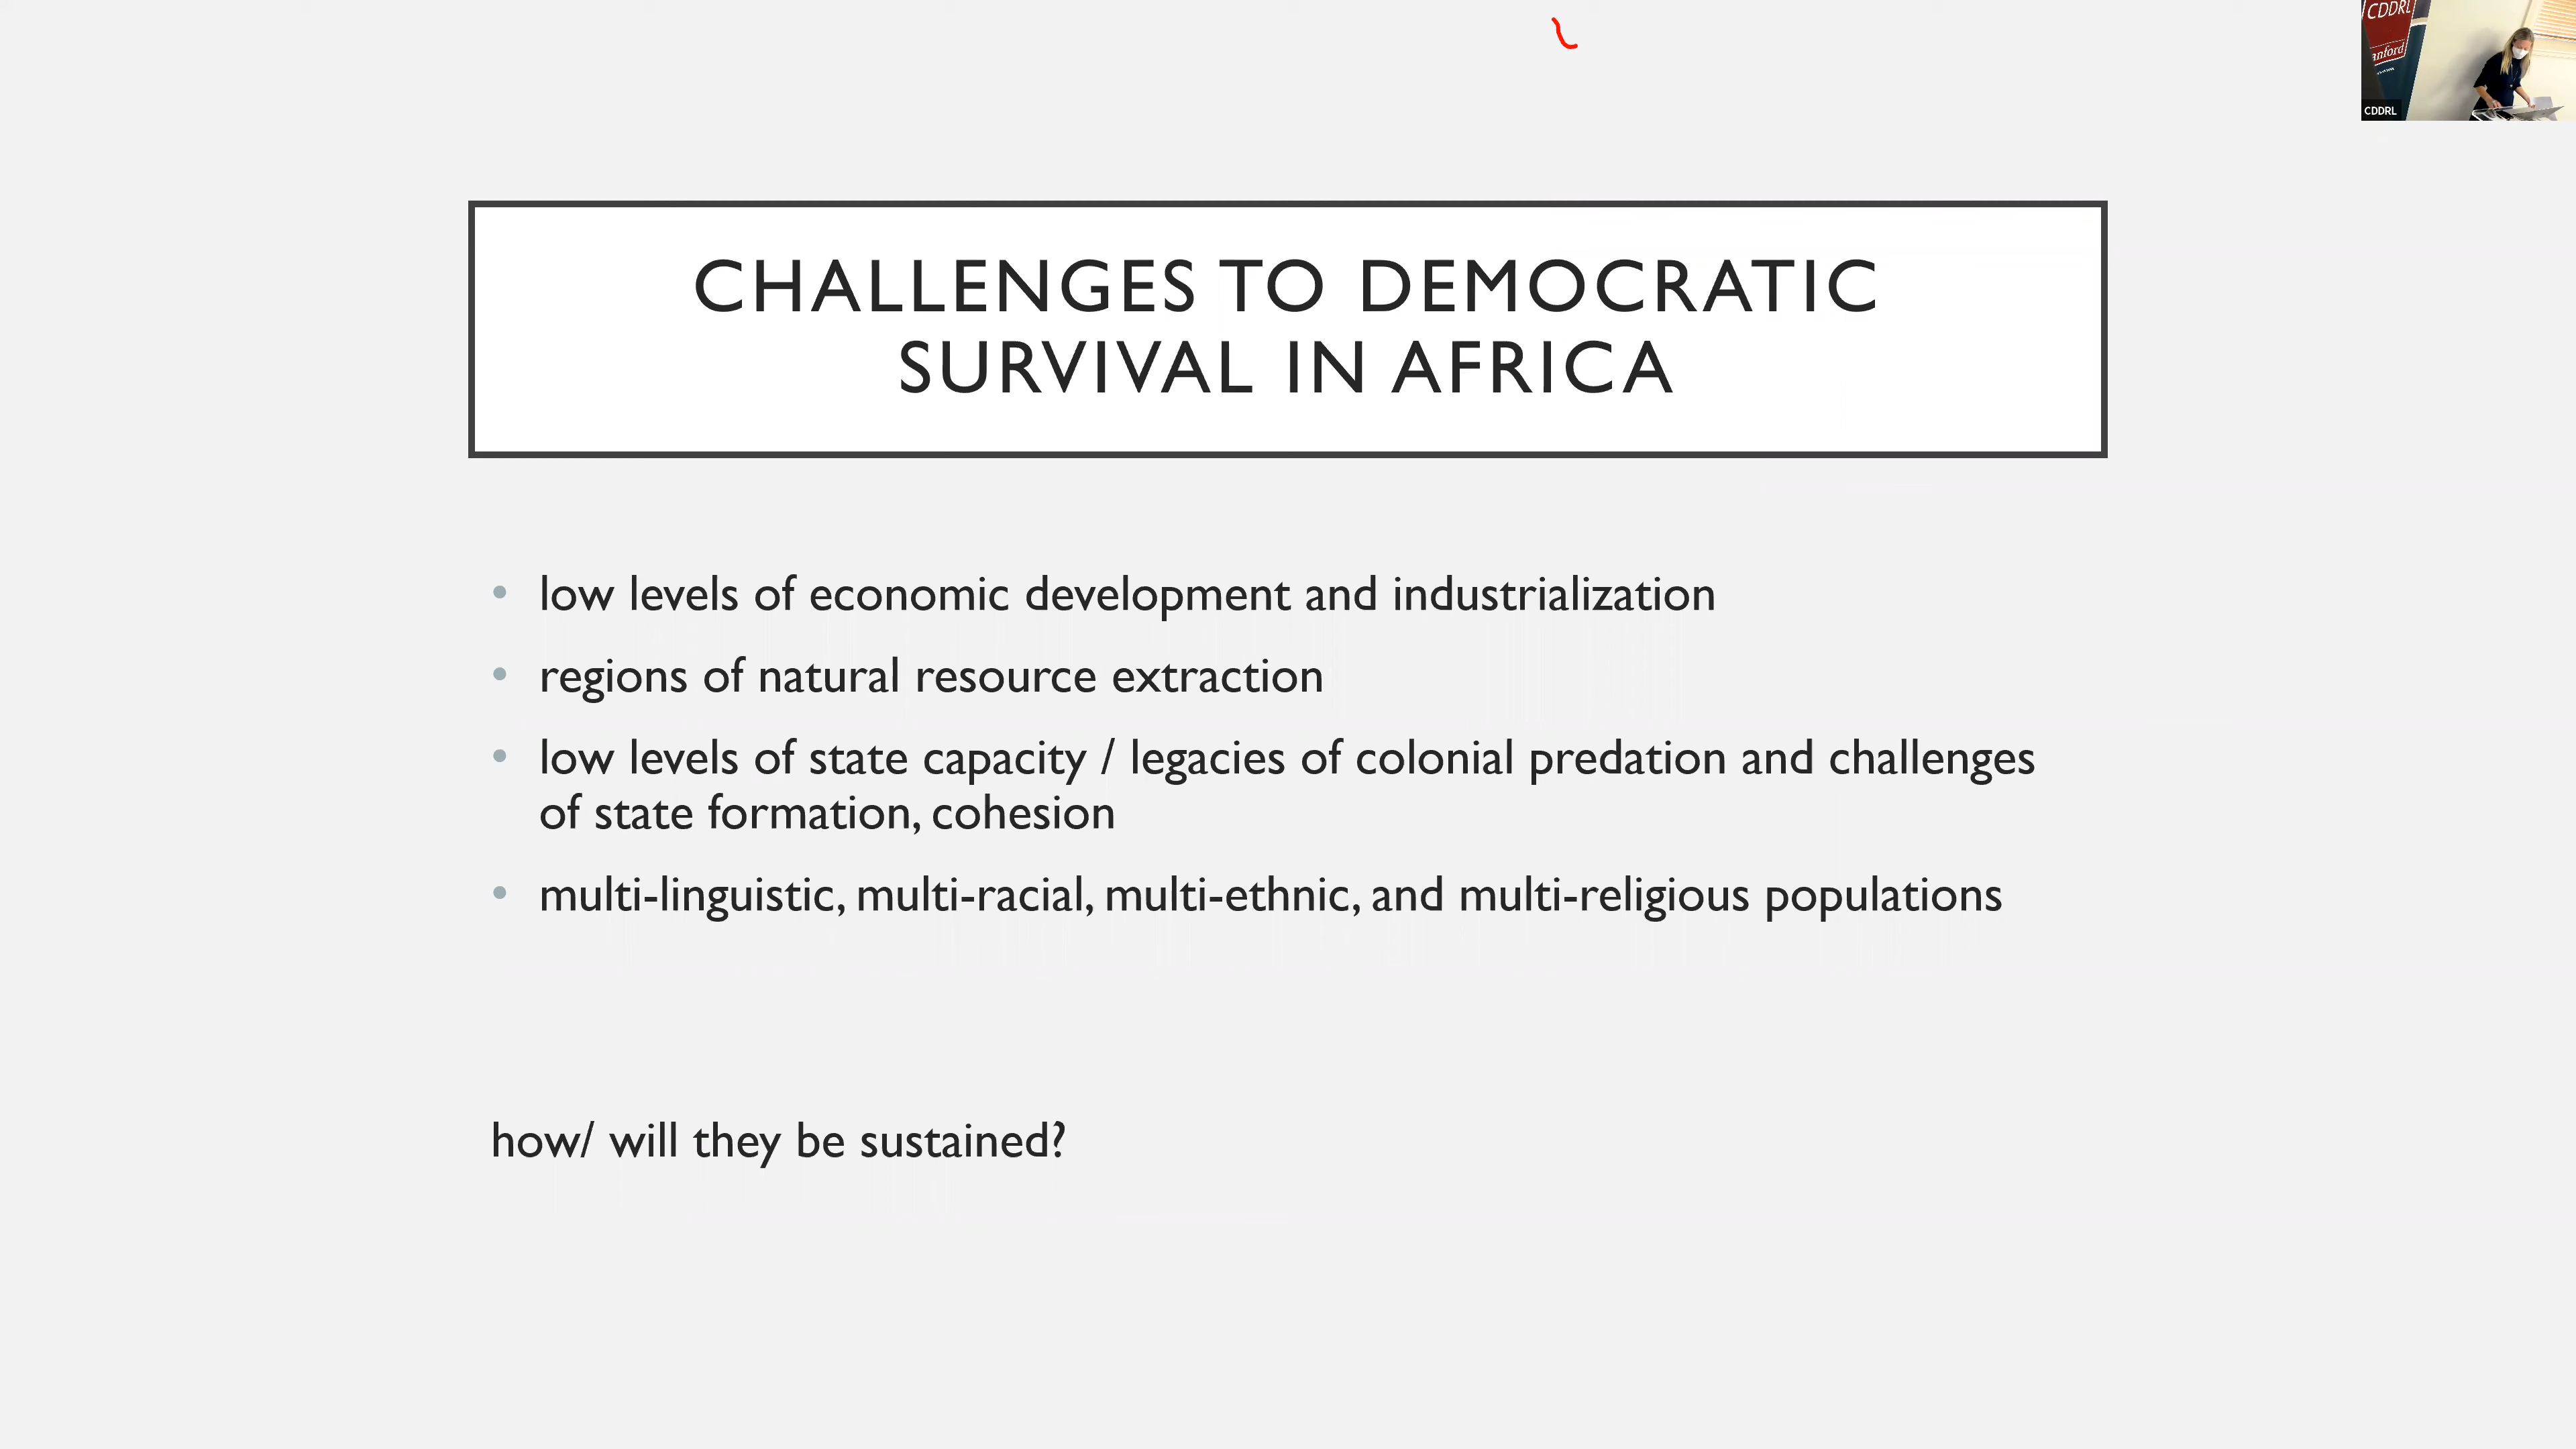 CDDRL
anford
CDDRL
CHALLENGES TO DEMOCRATIC
SURVIVAL IN AFRICA
• low levels of economic development and industrialization
• regions of natural resource extraction
• low levels of state capacity / legacies of colonial predation and challenges
of state formation, cohesion
• multi-linguistic, multi-racial, multi-ethnic, and multi-religious populations
how/ will they be sustained?